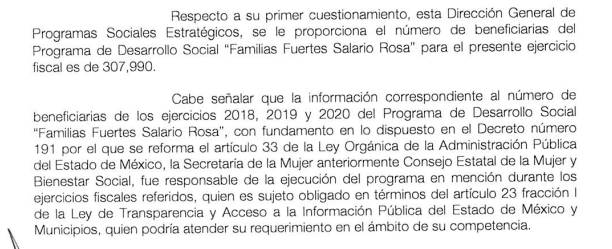 Respecto a su primer cuestionamiento, esta Dirección General de
Programas Sociales Estratégicos, se le proporciona el número de beneficiarias del
Programa de Desarrollo Social "Familias Fuertes Salario Rosa" para el presente ejercicio
fiscal es de 307,990.
Cabe señalar que la información correspondiente al número de
beneficiarias de los ejercicios 2018, 2019 y 2020 del Programa de Desarrollo Social
"Familias Fuertes Salario Rosa", con fundamento en lo dispuesto en el Decreto número
191 por el que se reforma el artículo 33 de la Ley Orgánica de la Administración Pública
del Estado de México, la Secretaría de la Mujer anteriormente Consejo Estatal de la Mujer y
Bienestar Social, fue responsable de la ejecución del programa en mención durante los
ejercicios fiscales referidos, quien es sujeto obligado en términos del artículo 23 fracción I
de la Ley de Transparencia y Acceso a la Información Pública del Estado de México y
Municipios, quien podría atender su requerimiento en el ámbito de su competencia.